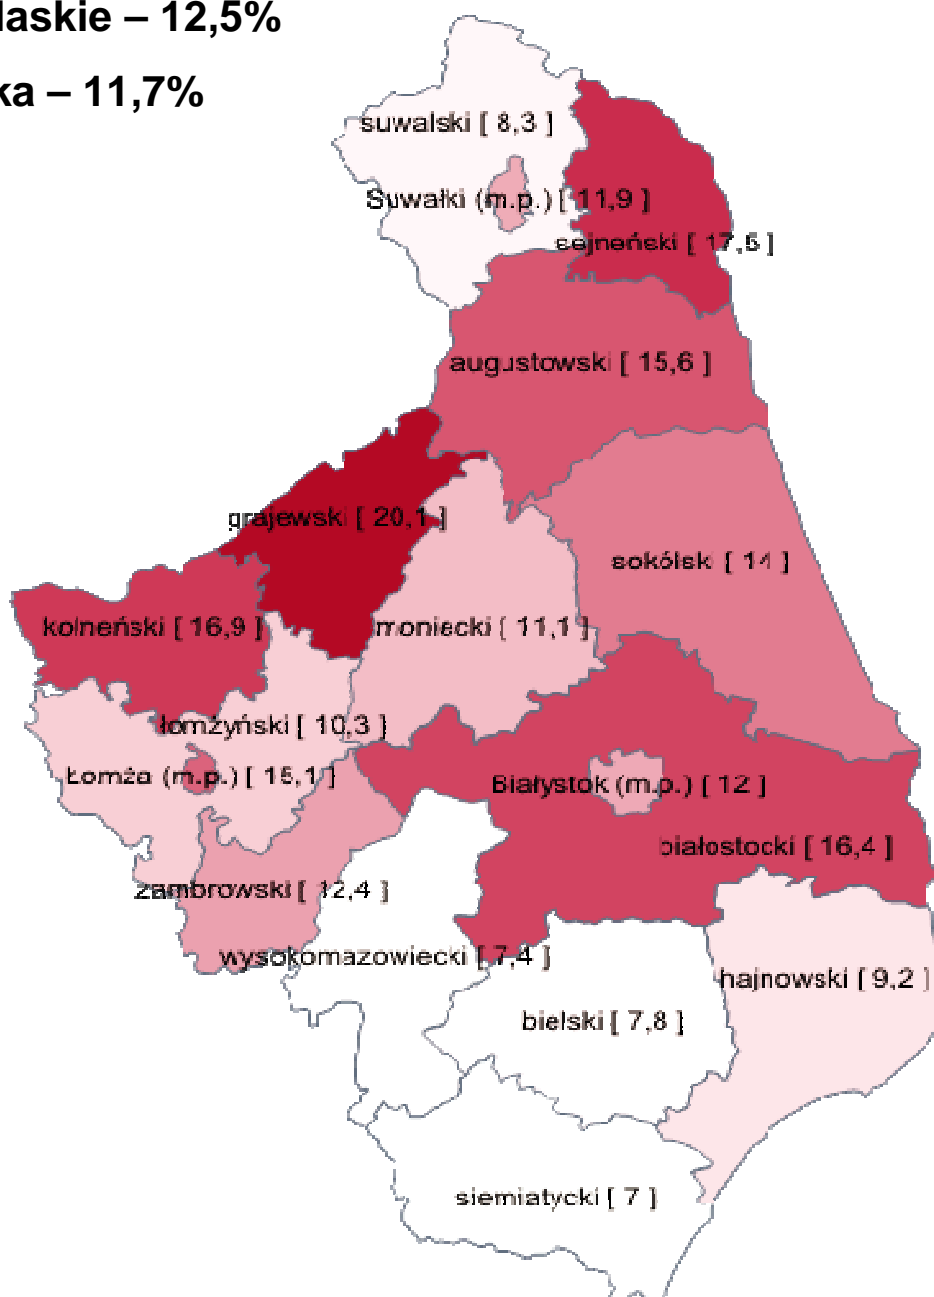 laskie – 12,5%
ka – 11,7%
suwalski [ 8,3 ]
Suwałki (m.p.) [ 11,9 ]
sejneński [ 17,5 ]
augustowski [ 15,6 ]
grajewski [ 20,1 ]
sokólski [ 14 ]
kolneński [ 16,9 ]
moniecki [ 11,1 ]
łomżyński [ 10,3 ]
Łomża (m.p.) [ 15,1 ]
Białystok (m.p.) [ 12 ]
białostocki [ 16,4 ]
zambrowski [ 12,4 ]
wysokomazowiecki [ 7,4 ]
hajnowski [ 9,2 ]
bielski [ 7,8 ]
siemiatycki [ 7 ]